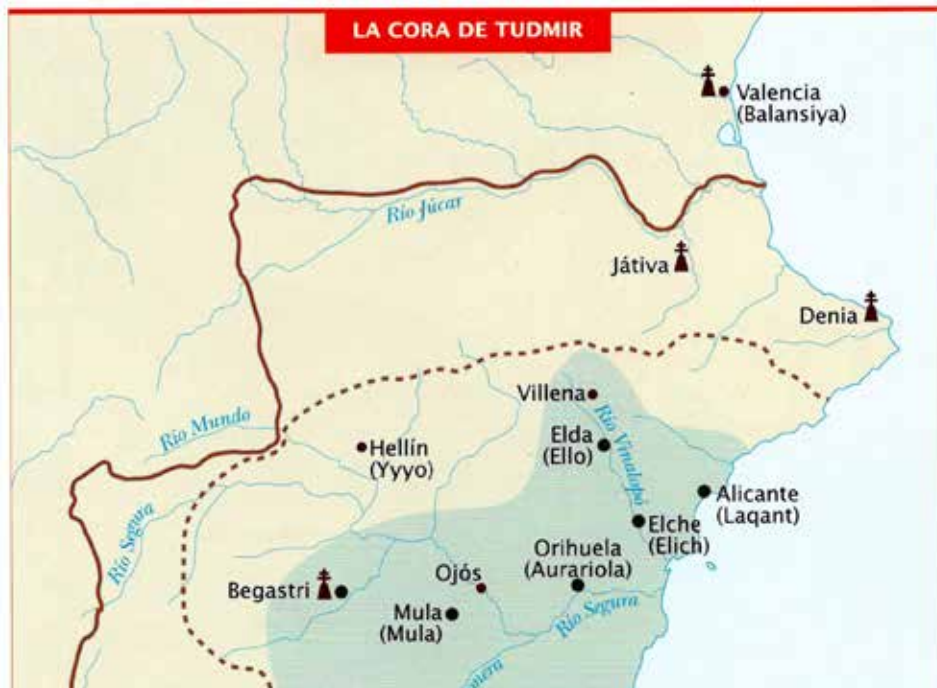 LA CORA DE TUDMIR
Valencia
(Balansiya)
Río Júcar
Játiva
Denia
Villena
Río Mundo
Río Vinalopó
Elda
(Ello)
Hellín
(Yyyo)
Alicante
(Laqant)
Elche
(Elich)
Río Segura
Orihuela
(Aurariola)
Begastri
Ojós
Mula
(Mula)
Río Segura